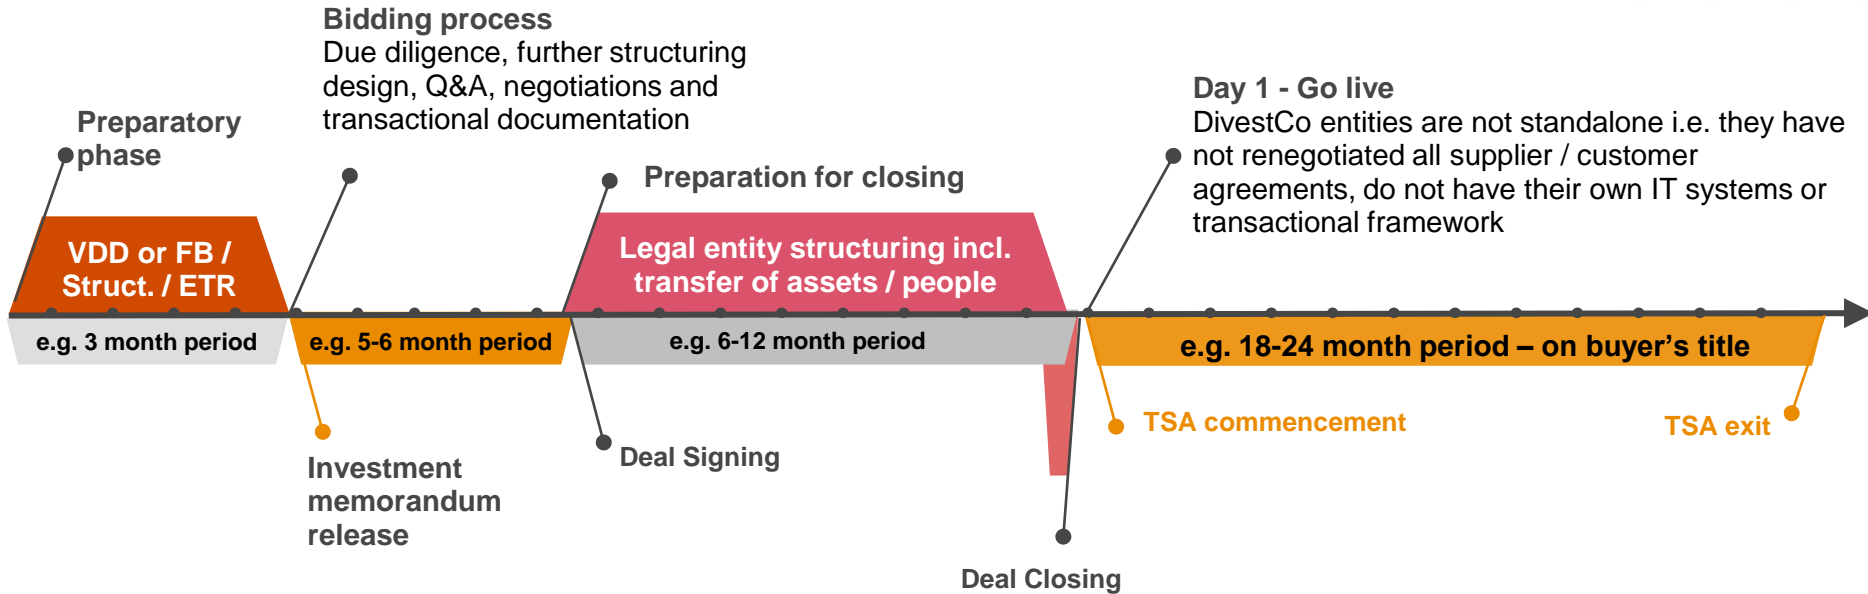 Bidding process
Due diligence, further structuring
design, Q&A, negotiations and
transactional documentation
Preparatory
phase
Day 1 - Go live
DivestCo entities are not standalone i.e. they have
not renegotiated all supplier / customer
agreements, do not have their own IT systems or
transactional framework
Preparation for closing
VDD or FB /
Struct. / ETR
Legal entity structuring incl.
transfer of assets / people
e.g. 3 month period
e.g. 5-6 month period
e.g. 6-12 month period
e.g. 18-24 month period – on buyer's title
Investment
memorandum
release
Deal Signing
Deal Closing
TSA commencement
TSA exit